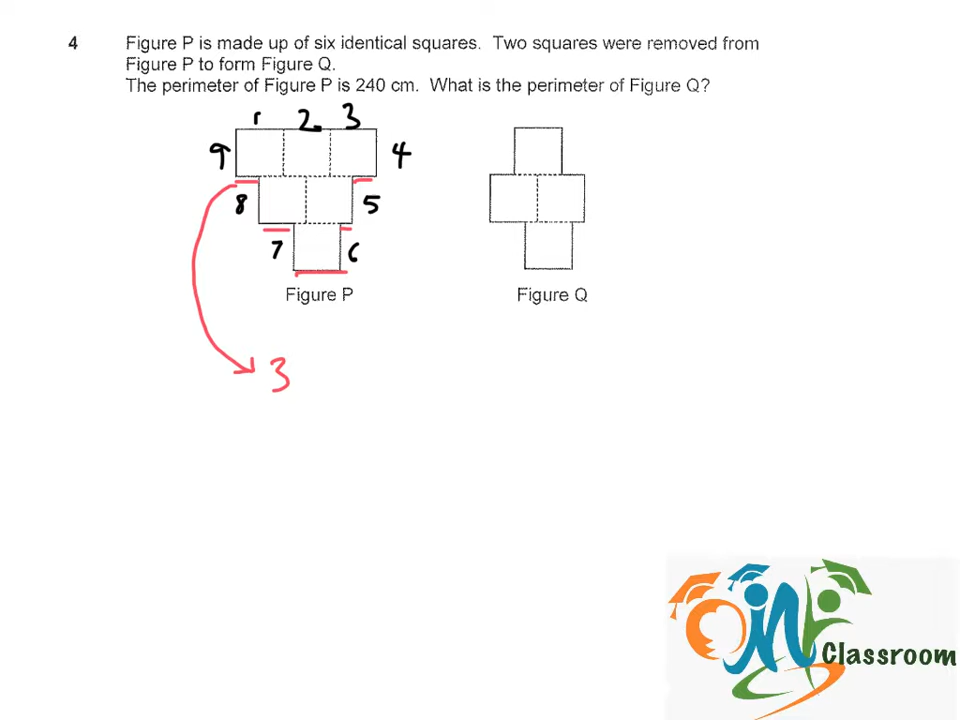 4 Figure P is made up of six identical squares. Two squares were removed from
Figure P to form Figure Q.
The perimeter of Figure P is 240 cm. What is the perimeter of Figure Q?
1 2 3
9 4
8 5
7 6
Figure P Figure Q
3
Classroom